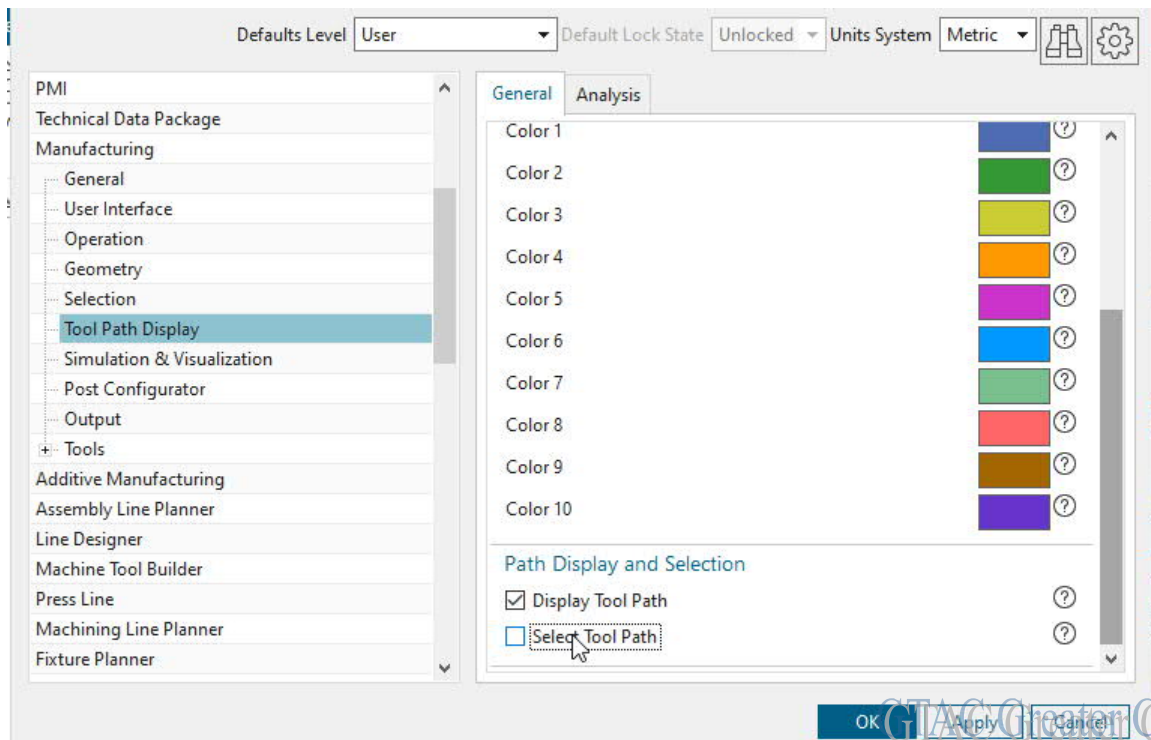 Defaults Level User Default Lock State Unlocked Units System Metric
PMI
Technical Data Package
Manufacturing
General
User Interface
Operation
Geometry
Selection
Tool Path Display
Simulation & Visualization
Post Configurator
Output
Tools
Additive Manufacturing
Assembly Line Planner
Line Designer
Machine Tool Builder
Press Line
Machining Line Planner
Fixture Planner
General Analysis
Color 1
Color 2
Color 3
Color 4
Color 5
Color 6
Color 7
Color 8
Color 9
Color 10
Path Display and Selection
Display Tool Path
Select Tool Path
OK Apply Cancel
GTAC Greater